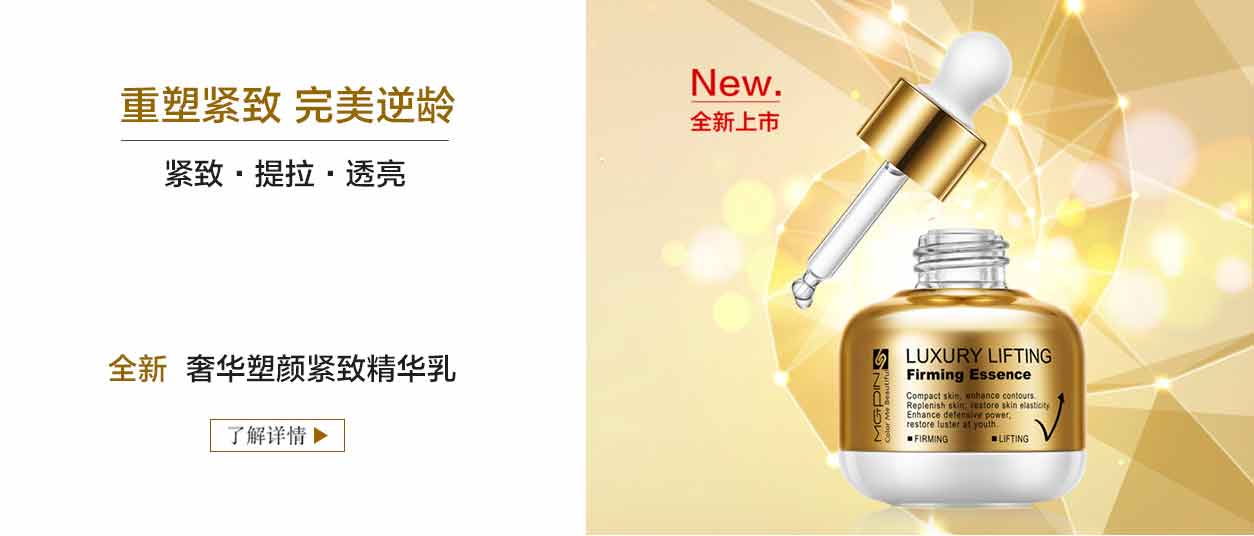 重塑紧致 完美逆龄
紧致·提拉·透亮
全新 奢华塑颜紧致精华乳
了解详情▶
New.
全新上市
MGPIN
Color Me Beautiful
LUXURY LIFTING
Firming Essence
Compact skin, enhance contours.
Replenish skin, restore skin elasticity.
Enhance defensive power,
restore luster at youth.
■FIRMING ■LIFTING